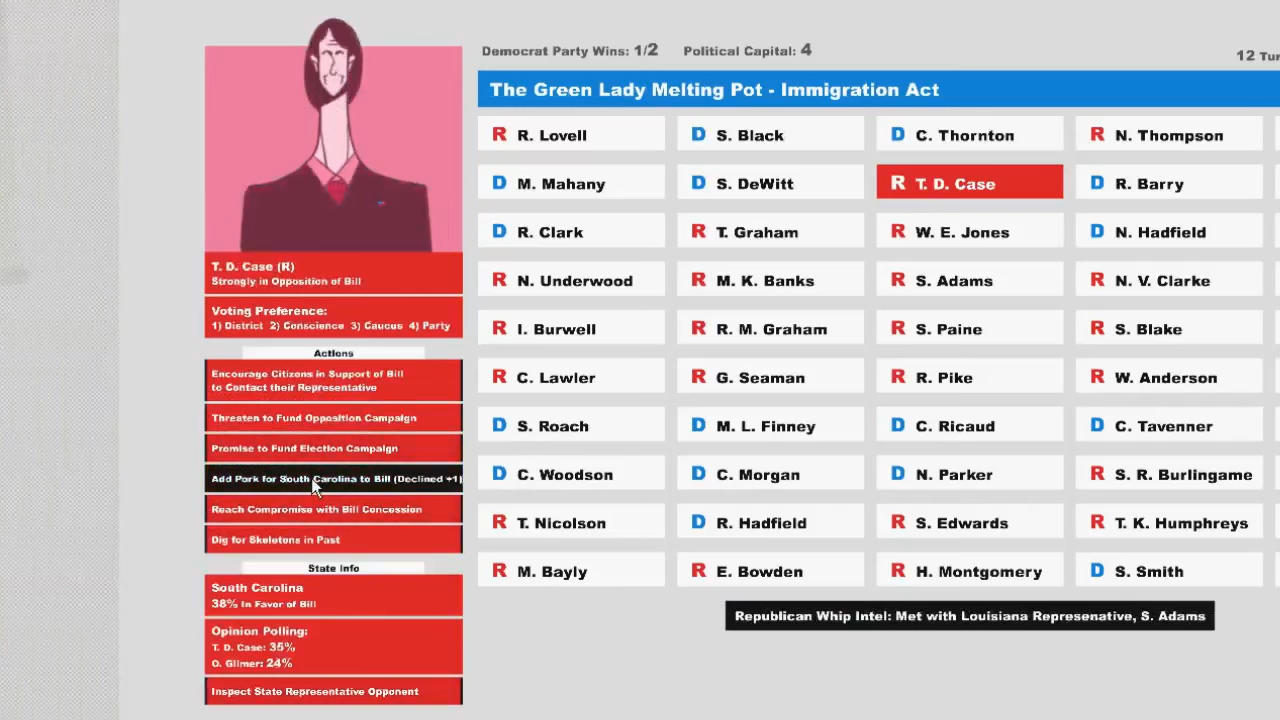 Democrat Party Wins: 1/2 Political Capital: 4
12 Tur
The Green Lady Melting Pot - Immigration Act
R R. Lovell D S. Black D C. Thornton R N. Thompson
D M. Mahany D S. DeWitt R T. D. Case D R. Barry
D R. Clark R T. Graham R W. E. Jones D N. Hadfield
R N. Underwood R M. K. Banks R S. Adams R N. V. Clarke
R I. Burwell R R. M. Graham R S. Paine R S. Blake
R C. Lawler R G. Seaman R R. Pike R W. Anderson
D S. Roach D M. L. Finney D C. Ricaud D C. Tavenner
D C. Woodson D C. Morgan D N. Parker R S. R. Burlingame
R T. Nicolson D R. Hadfield R S. Edwards R T. K. Humphreys
R M. Bayly R E. Bowden R H. Montgomery D S. Smith
Republican Whip Intel: Met with Louisiana Represenative, S. Adams
T. D. Case (R)
Strongly in Opposition of Bill
Voting Preference:
1) District 2) Conscience 3) Caucus 4) Party
Actions
Encourage Citizens in Support of Bill
to Contact their Representative
Threaten to Fund Opposition Campaign
Promise to Fund Election Campaign
Add Pork for South Carolina to Bill (Declined +1)
Reach Compromise with Bill Concession
Dig for Skeletons in Past
State Info
South Carolina
38% In Favor of Bill
Opinion Polling:
T. D. Case: 35%
O. Gilmer: 24%
Inspect State Representative Opponent